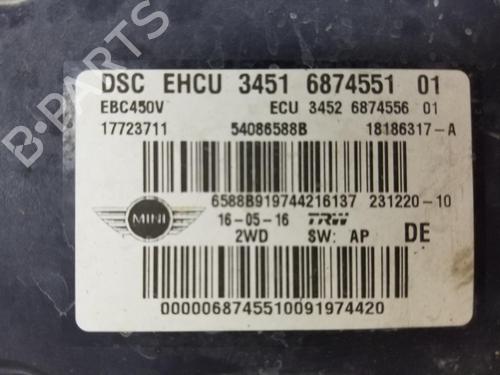 DSC EHCU 3451 6874551 01
EBC450V ECU 3452 6874556 01
17723711 54086588B 18186317-A
6588B919744216137 231220-10
MINI 16-05-16 TRW
2WD SW: AP DE
0000068745510091974420
B-PARTS